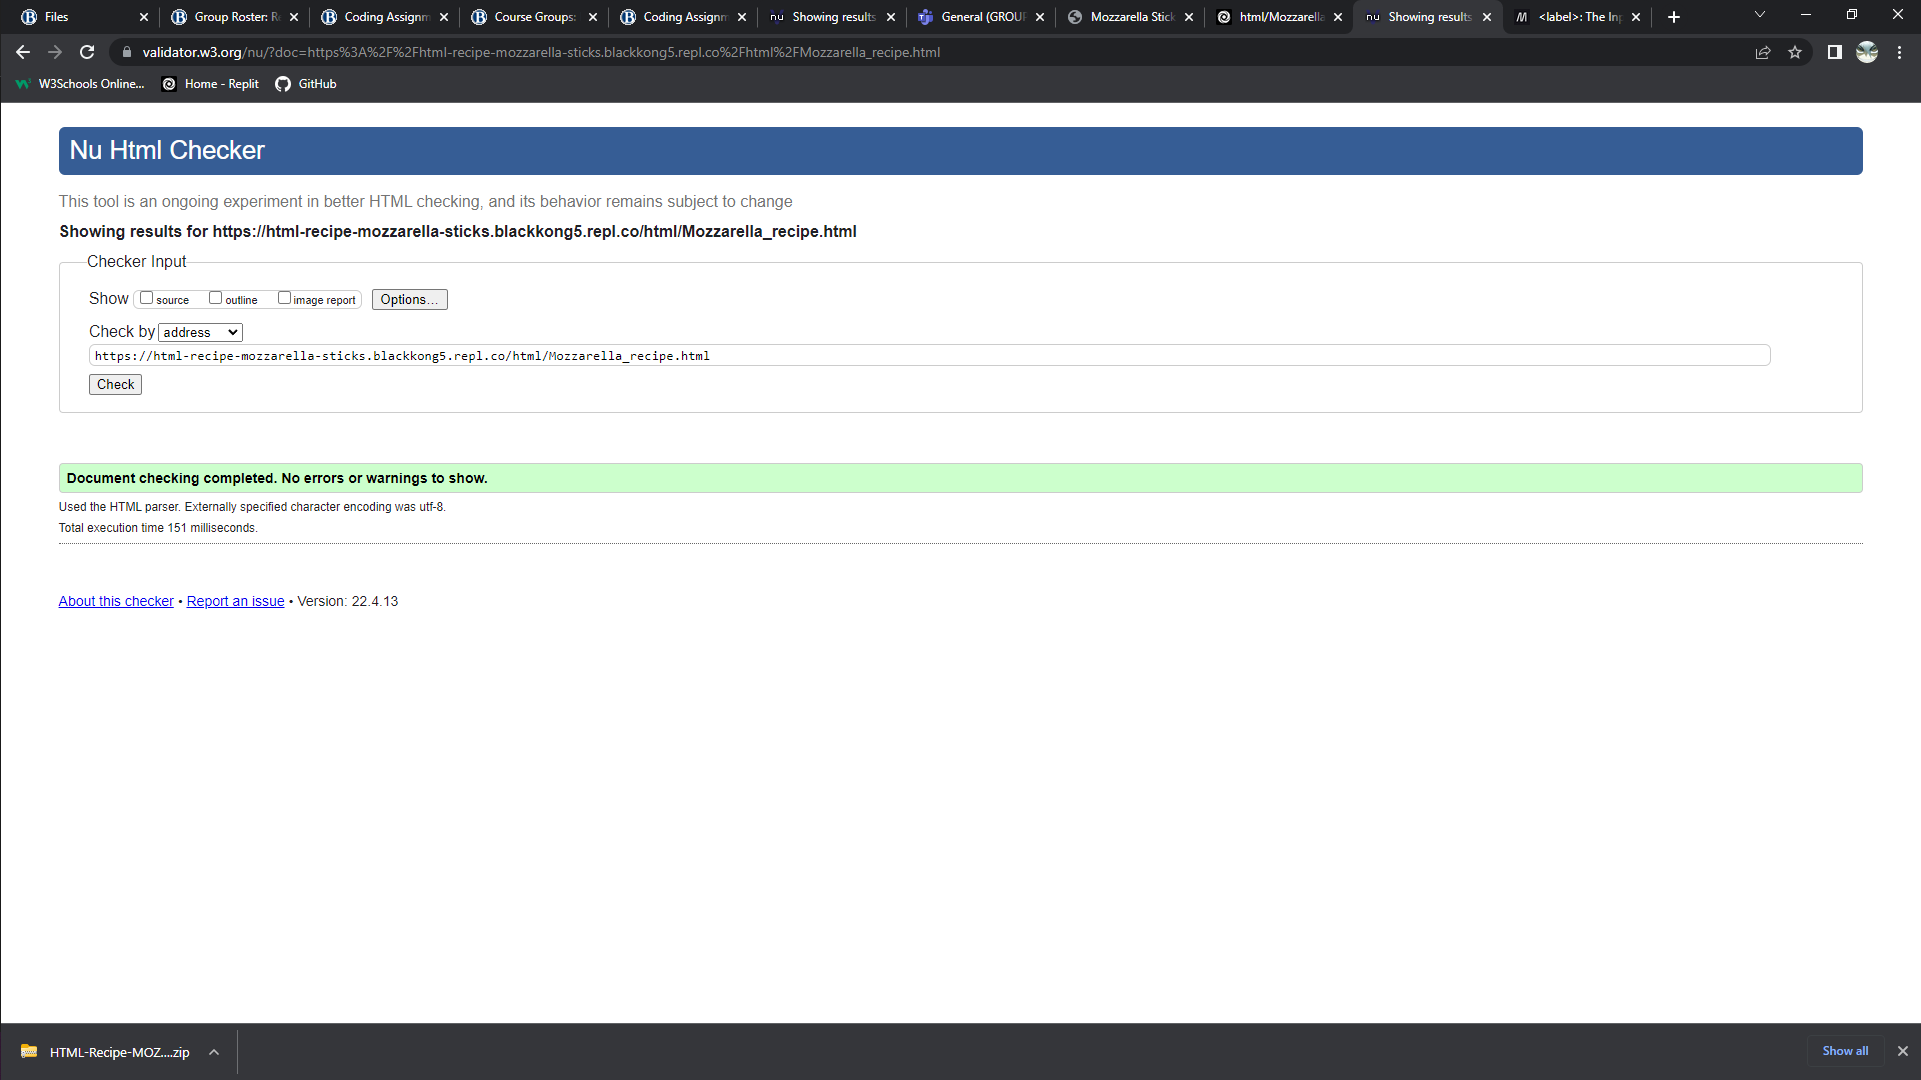 Files
Group Roster: Re
Coding Assignm
Course Groups:
Coding Assignm
Showing results
General (GROUP
Mozzarella Stick
html/Mozzarella
Showing results
<label>: The Inp
validator.w3.org/nu/?doc=https%3A%2F%2Fhtml-recipe-mozzarella-sticks.blackkong5.repl.co%2Fhtml%2FMozzarella_recipe.html
W3Schools Online...
Home - Replit
GitHub
Nu Html Checker
This tool is an ongoing experiment in better HTML checking, and its behavior remains subject to change
Showing results for https://html-recipe-mozzarella-sticks.blackkong5.repl.co/html/Mozzarella_recipe.html
Checker Input
Show source outline image report Options...
Check by address
https://html-recipe-mozzarella-sticks.blackkong5.repl.co/html/Mozzarella_recipe.html
Check
Document checking completed. No errors or warnings to show.
Used the HTML parser. Externally specified character encoding was utf-8.
Total execution time 151 milliseconds.
About this checker • Report an issue • Version: 22.4.13
HTML-Recipe-MOZ....zip
Show all